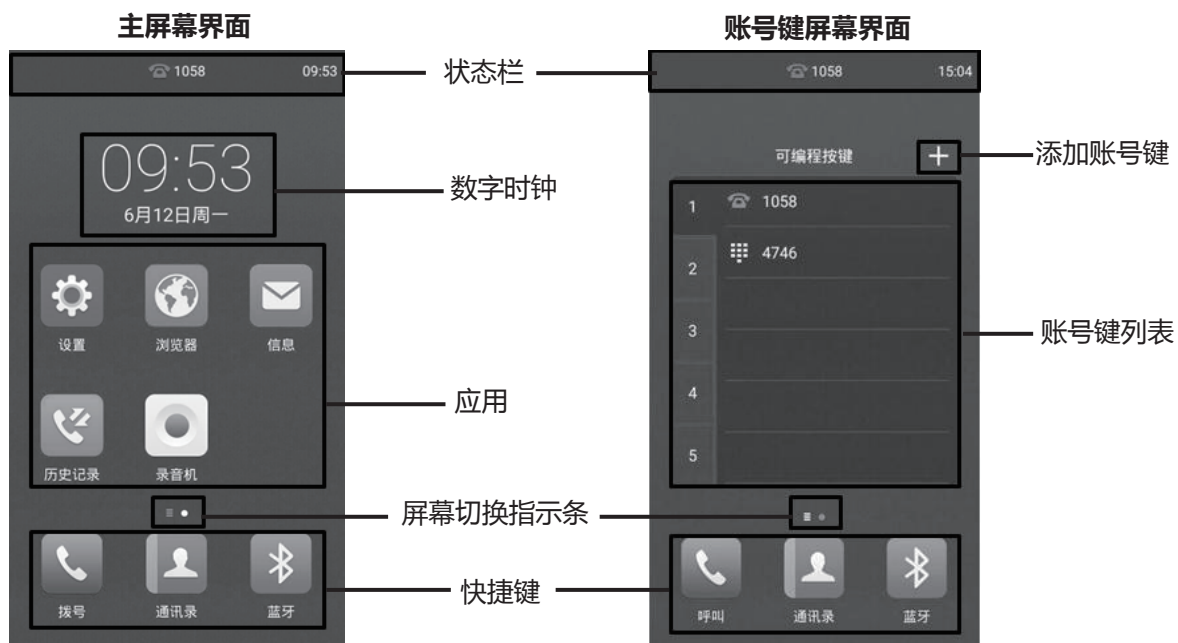 主屏幕界面
账号键屏幕界面
1058 09:53
状态栏
1058 15:04
09:53
6月12日周一
数字时钟
可编程按键 +
添加账号键
设置 浏览器 信息
历史记录 录音机
应用
1 1058
2 4746
3
4
5
账号键列表
屏幕切换指示条
拨号 通讯录 蓝牙
快捷键
呼叫 通讯录 蓝牙